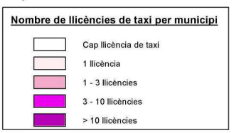 Nombre de llicències de taxi per municipi
Cap llicència de taxi
1 llicència
1 - 3 llicències
3 - 10 llicències
> 10 llicències